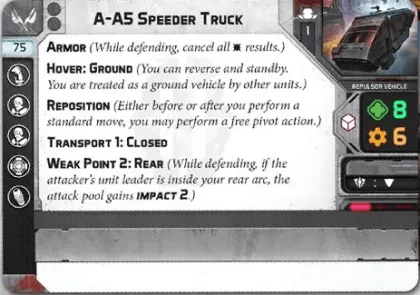 A-A5 SPEEDER TRUCK
75
ARMOR (While defending, cancel all results.)
HOVER: GROUND (You can reverse and standby.
You are treated as a ground vehicle by other units.)
REPOSITION (Either before or after you perform a
standard move, you may perform a free pivot action.)
TRANSPORT 1: CLOSED
WEAK POINT 2: REAR (While defending, if the
attacker's unit leader is inside your rear arc, the
attack pool gains IMPACT 2.)
REPULSOR VEHICLE
8
6
: